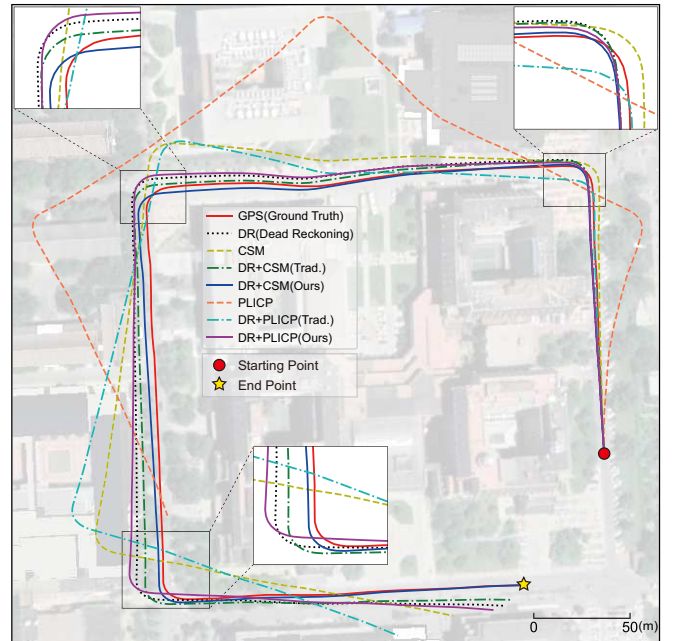 GPS(Ground Truth)
DR(Dead Reckoning)
CSM
DR+CSM(Trad.)
DR+CSM(Ours)
PLICP
DR+PLICP(Trad.)
DR+PLICP(Ours)
Starting Point
End Point
0 50(m)